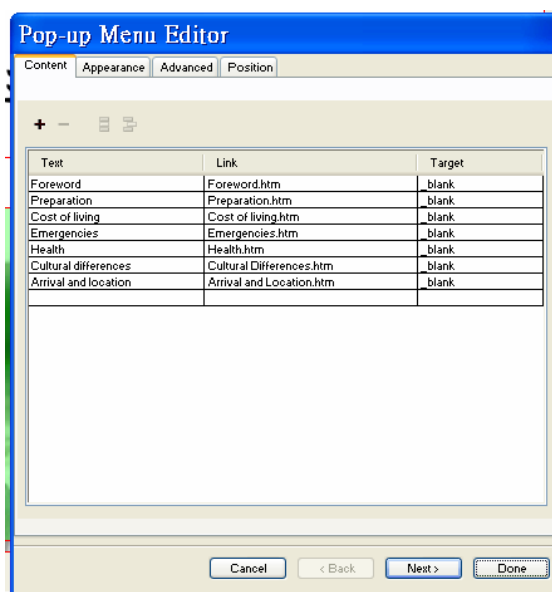 Pop-up Menu Editor
Content Appearance Advanced Position
Text Link Target
Foreword Foreword.htm _blank
Preparation Preparation.htm _blank
Cost of living Cost of living.htm _blank
Emergencies Emergencies.htm _blank
Health Health.htm _blank
Cultural differences Cultural Differences.htm _blank
Arrival and location Arrival and Location.htm _blank
Cancel < Back Next > Done